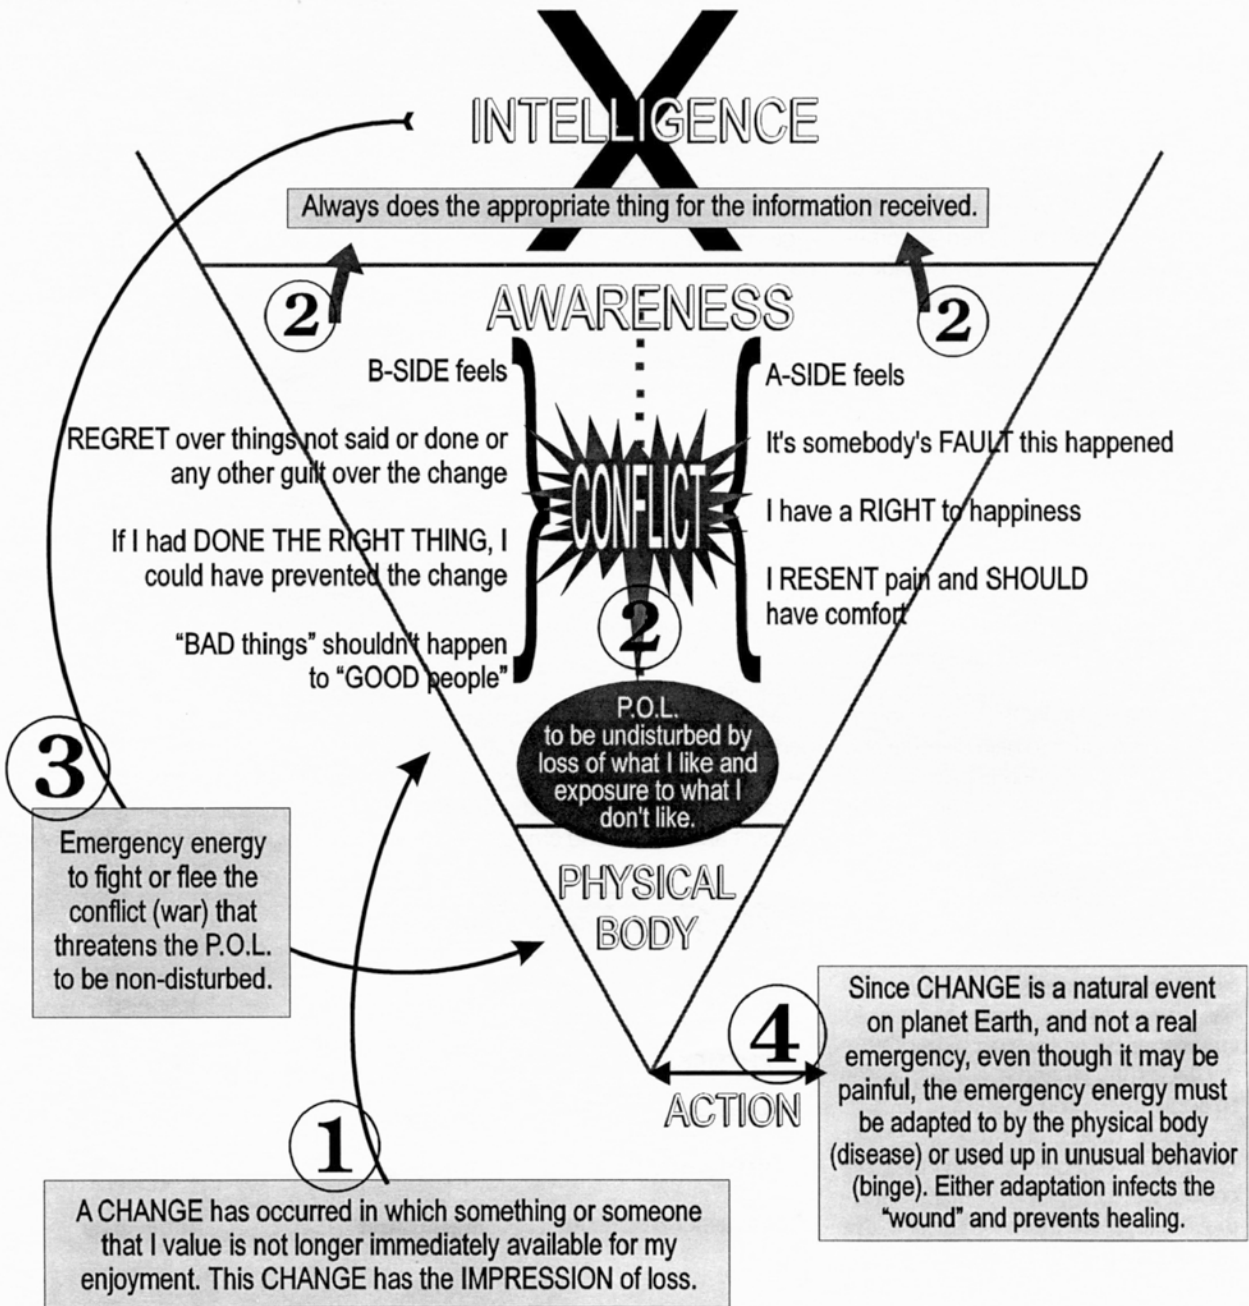 X
INTELLIGENCE
Always does the appropriate thing for the information received.
2
2
AWARENESS
B-SIDE feels
REGRET over things not said or done or
any other guilt over the change
If I had DONE THE RIGHT THING, I
could have prevented the change
"BAD things" shouldn't happen
to "GOOD people"
CONFLICT
A-SIDE feels
It's somebody's FAULT this happened
I have a RIGHT to happiness
I RESENT pain and SHOULD
have comfort
2
P.O.L.
to be undisturbed by
loss of what I like and
exposure to what I
don't like.
3
Emergency energy
to fight or flee the
conflict (war) that
threatens the P.O.L.
to be non-disturbed.
PHYSICAL
BODY
4
ACTION
Since CHANGE is a natural event
on planet Earth, and not a real
emergency, even though it may be
painful, the emergency energy must
be adapted to by the physical body
(disease) or used up in unusual behavior
(binge). Either adaptation infects the
"wound" and prevents healing.
1
A CHANGE has occurred in which something or someone
that I value is not longer immediately available for my
enjoyment. This CHANGE has the IMPRESSION of loss.